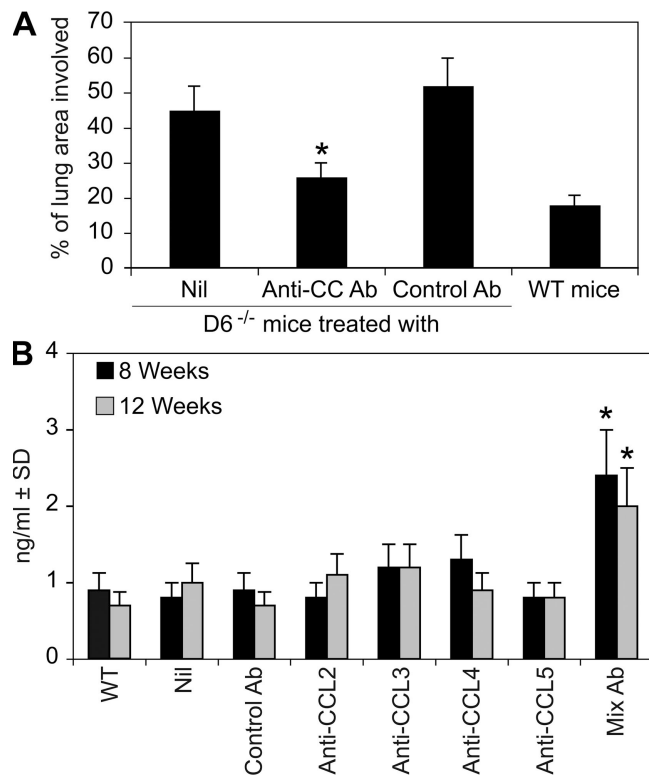 A
% of lung area involved
70
60
50
40
30
20
10
0
*
Nil
Anti-CC Ab
Control Ab
WT mice
D6 -/- mice treated with
B
ng/ml ± SD
4
3
2
1
0
8 Weeks
12 Weeks
*
*
WT
Nil
Control Ab
Anti-CCL2
Anti-CCL3
Anti-CCL4
Anti-CCL5
Mix Ab